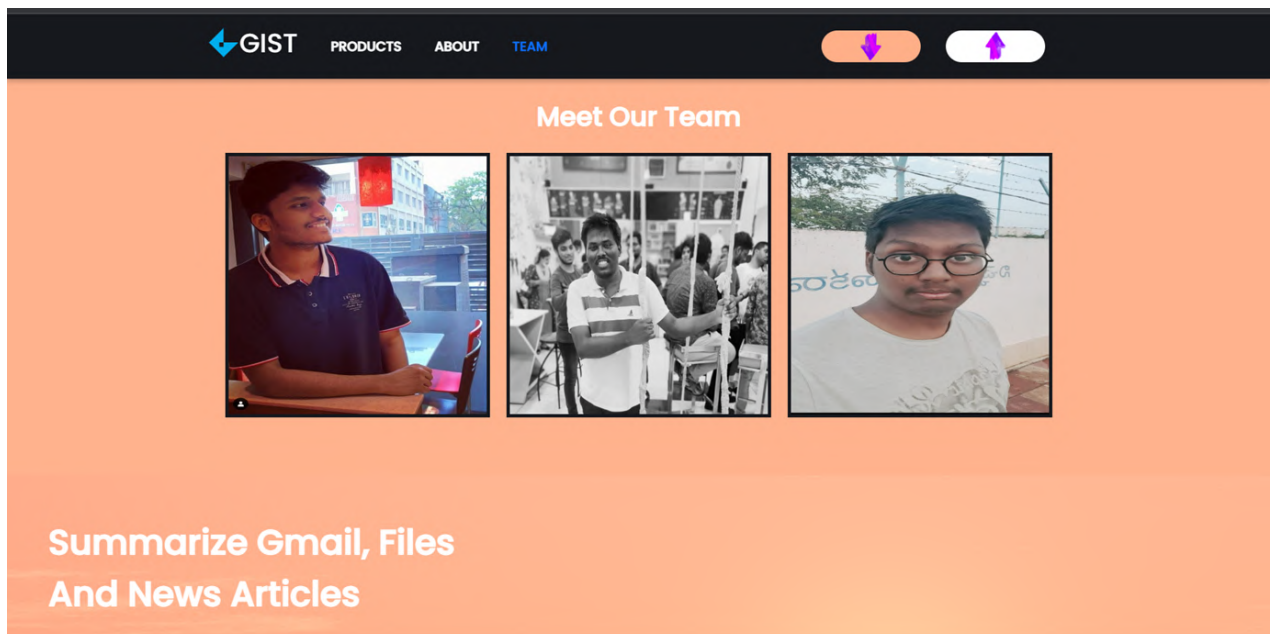 GIST PRODUCTS ABOUT TEAM
Meet Our Team
Summarize Gmail, Files
And News Articles